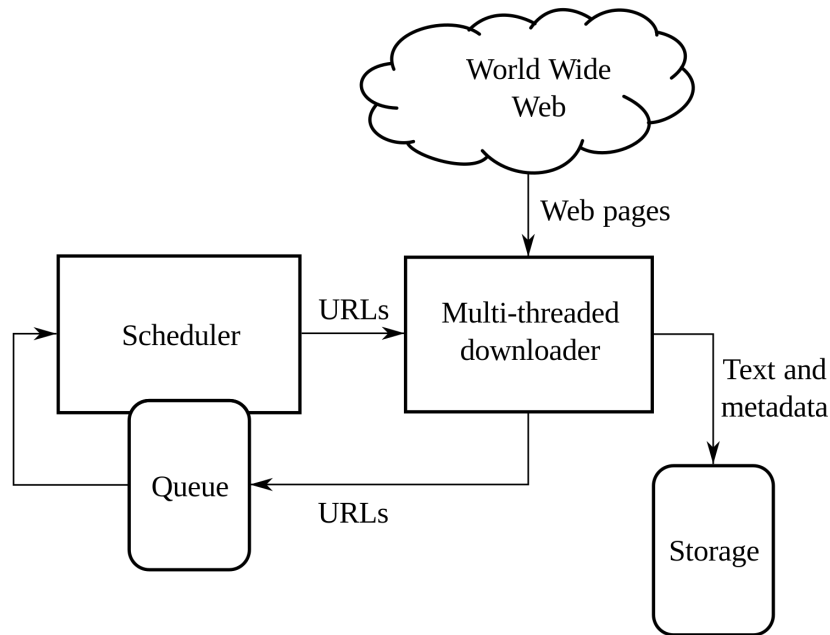 World Wide
Web
Web pages
Scheduler
URLs
Multi-threaded
downloader
Text and
metadata
Queue
URLs
Storage